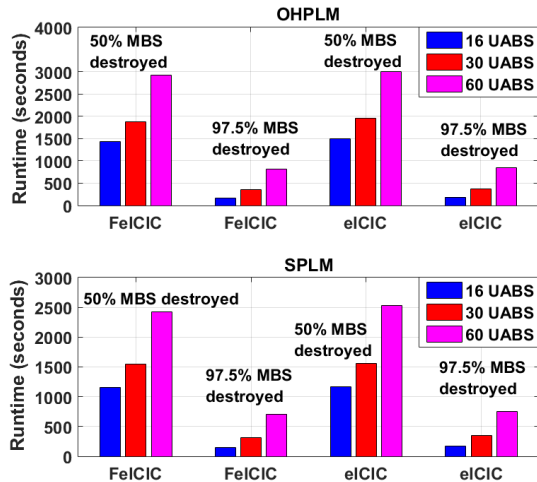 OHPLM
Runtime (seconds)
4000
3500
3000
2500
2000
1500
1000
500
0
50% MBS
destroyed
97.5% MBS
destroyed
50% MBS
destroyed
97.5% MBS
destroyed
16 UABS
30 UABS
60 UABS
FeICIC
FeICIC
eICIC
eICIC
SPLM
Runtime (seconds)
3000
2500
2000
1500
1000
500
0
50% MBS destroyed
97.5% MBS
destroyed
50% MBS
destroyed
97.5% MBS
destroyed
16 UABS
30 UABS
60 UABS
FeICIC
FeICIC
eICIC
eICIC